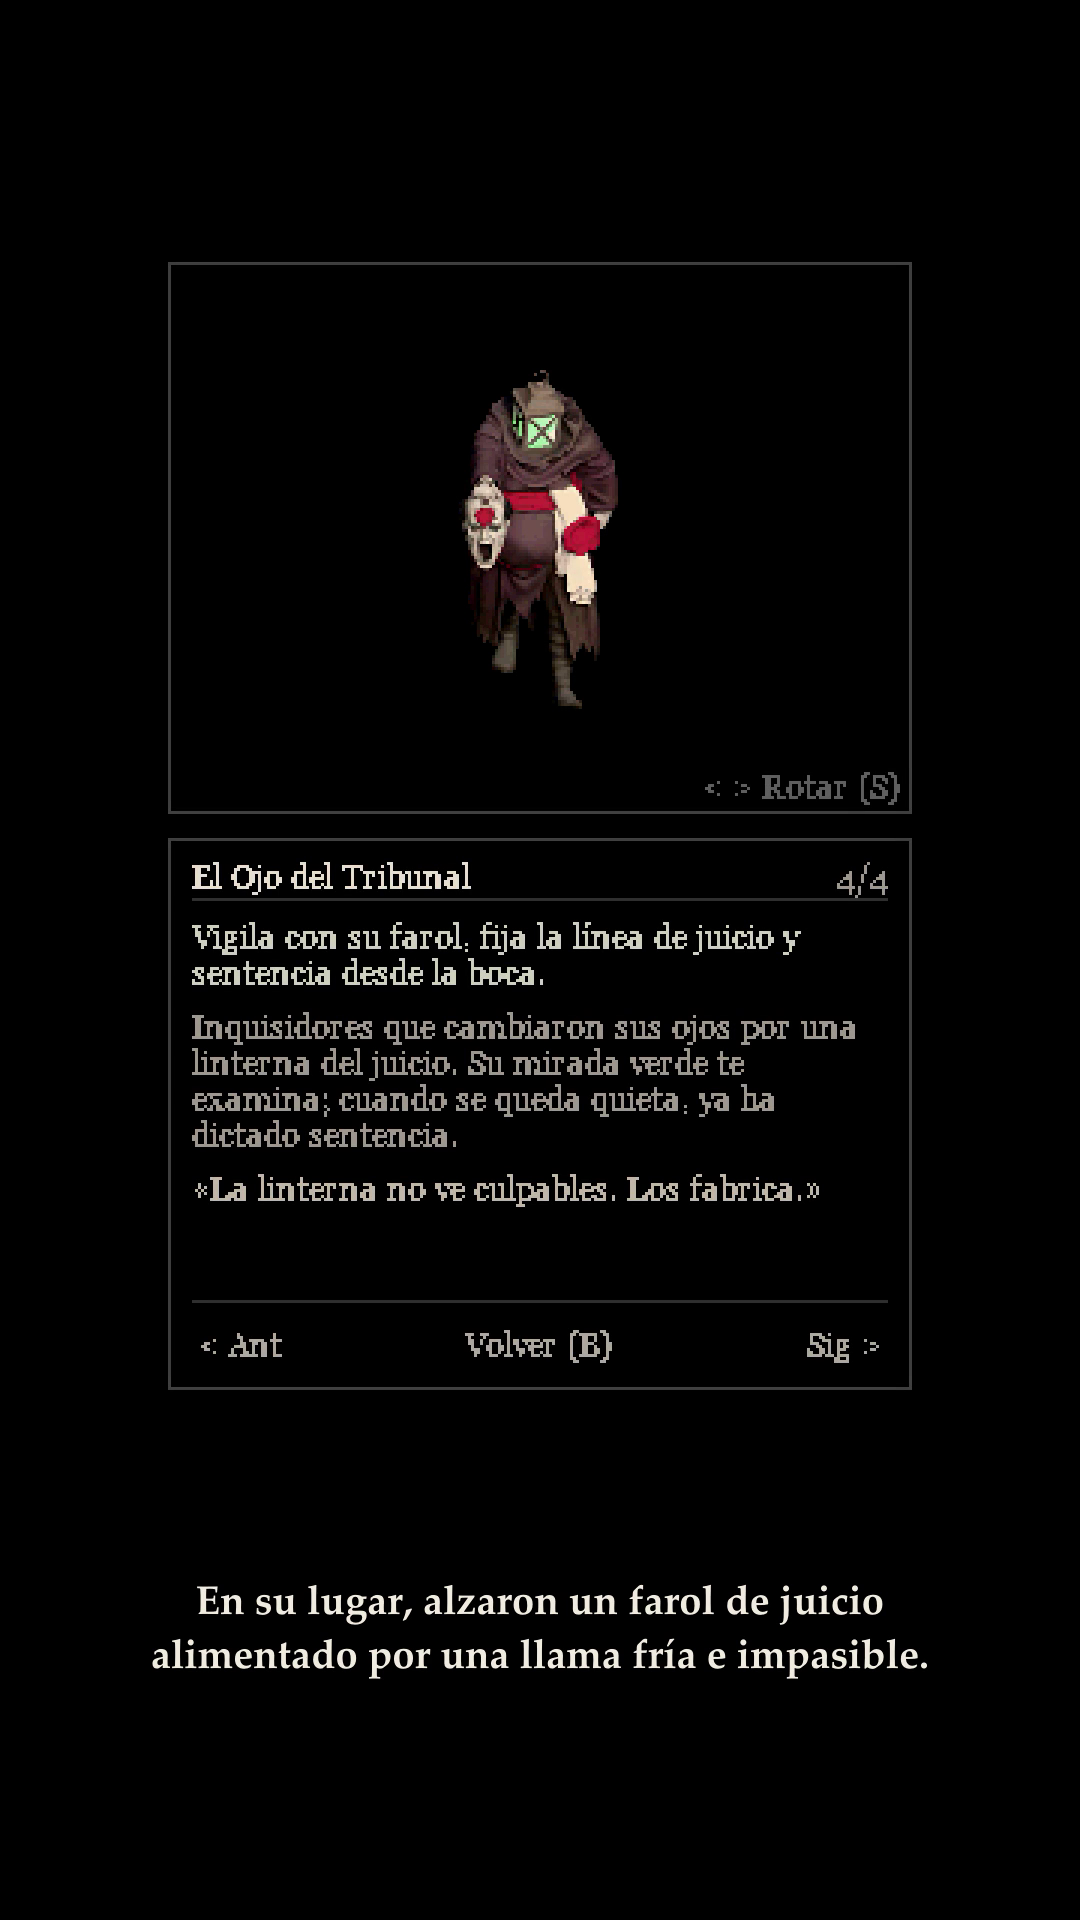 < > Rotar (S)
El Ojo del Tribunal
4/4
Vigila con su farol, fija la línea de juicio y
sentencia desde la boca.
Inquisidores que cambiaron sus ojos por una
linterna del juicio. Su mirada verde te
examina; cuando se queda quieta, ya ha
dictado sentencia.
«La linterna no ve culpables. Los fabrica.»
< Ant
Volver (B)
Sig >
En su lugar, alzaron un farol de juicio
alimentado por una llama fría e impasible.